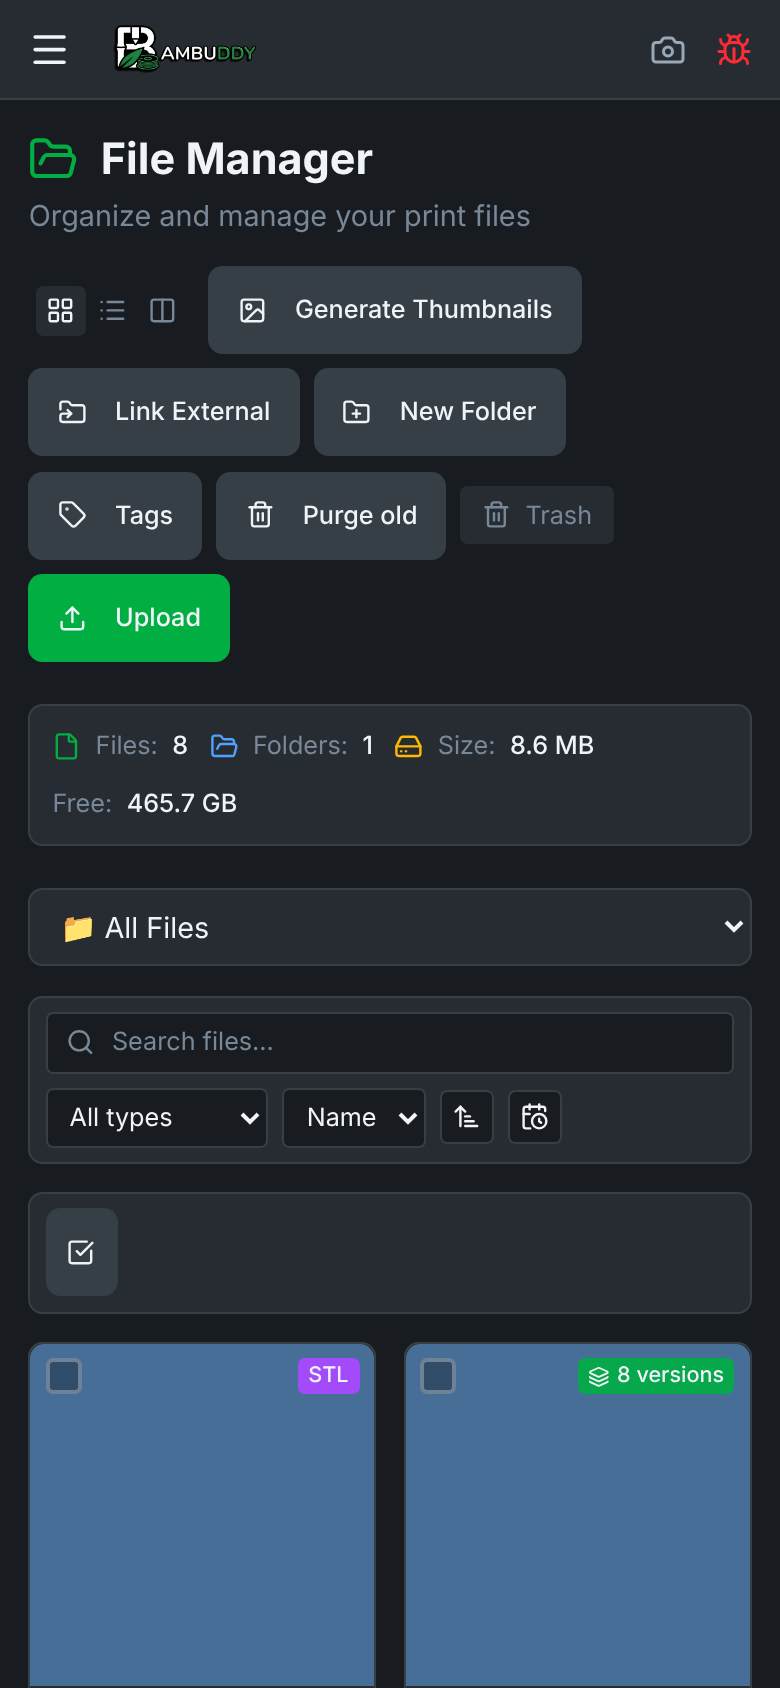 AMBUDDY
File Manager
Organize and manage your print files
Generate Thumbnails
Link External New Folder
Tags Purge old Trash
Upload
Files: 8 Folders: 1 Size: 8.6 MB
Free: 465.7 GB
All Files
Search files...
All types Name
STL 8 versions